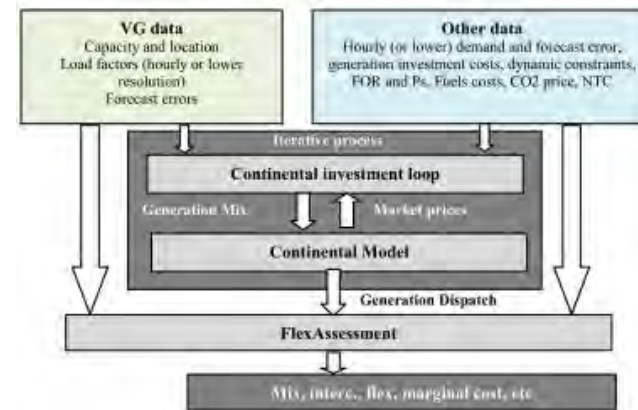 VG data
Capacity and location
Load factors (hourly or lower
resolution)
Forecast errors
Other data
Hourly (or lower) demand and forecast error,
generation investment costs, dynamic constraints,
FOR and Ps, Fuels costs, CO2 price, NTC
Iterative process
Continental investment loop
Generation Mix
Market prices
Continental Model
Generation Dispatch
FlexAssessment
Mix, interc., flex, marginal cost, etc